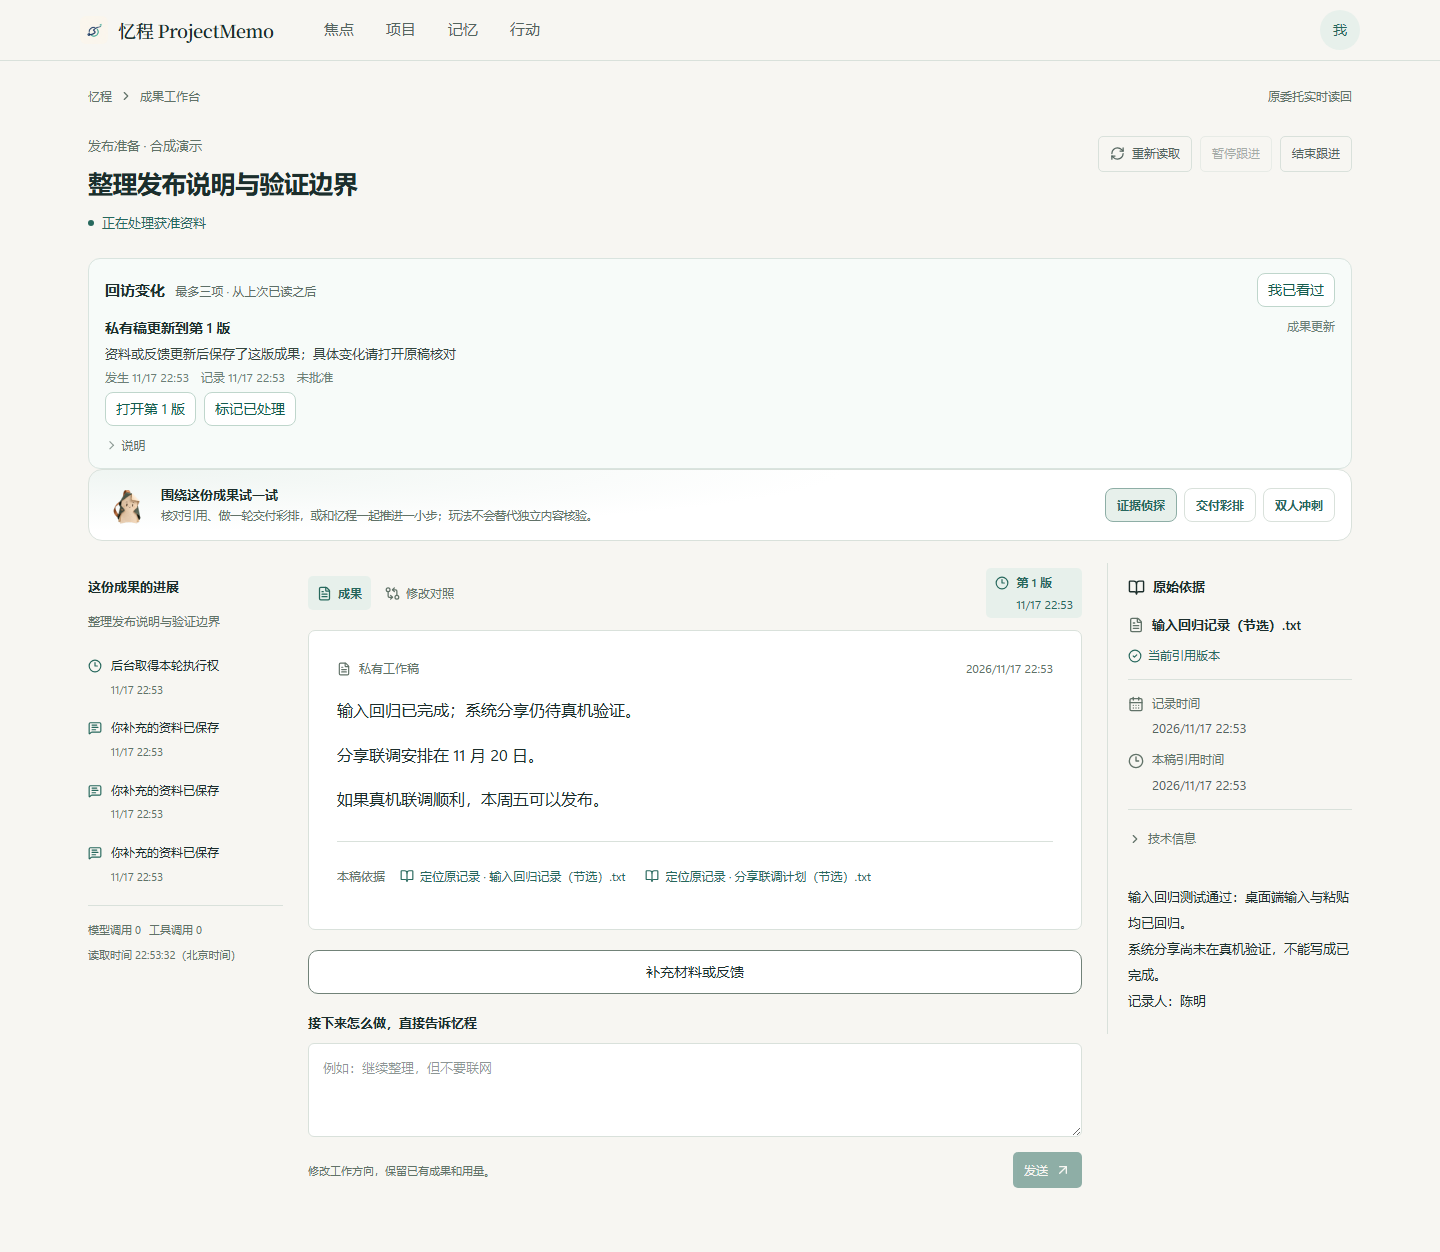 忆程 ProjectMemo
焦点
项目
记忆
行动
我
忆程 > 成果工作台
原委托实时读回
发布准备 · 合成演示
整理发布说明与验证边界
正在处理获准资料
重新读取
暂停跟进
结束跟进
回访变化 最多三项 · 从上次已读之后
我已看过
私有稿更新到第 1 版
成果更新
资料或反馈更新后保存了这版成果；具体变化请打开原稿核对
发生 11/17 22:53 记录 11/17 22:53 未批准
打开第 1 版
标记已处理
说明
围绕这份成果试一试
核对引用、做一轮交付彩排，或和忆程一起推进一小步；玩法不会替代独立内容核验。
证据侦探
交付彩排
双人冲刺
这份成果的进展
整理发布说明与验证边界
后台取得本轮执行权
11/17 22:53
你补充的资料已保存
11/17 22:53
你补充的资料已保存
11/17 22:53
你补充的资料已保存
11/17 22:53
模型调用 0 工具调用 0
读取时间 22:53:32（北京时间）
成果
修改对照
第 1 版
11/17 22:53
私有工作稿
2026/11/17 22:53
输入回归已完成；系统分享仍待真机验证。
分享联调安排在 11 月 20 日。
如果真机联调顺利，本周五可以发布。
本稿依据
定位原记录 · 输入回归记录（节选）.txt
定位原记录 · 分享联调计划（节选）.txt
补充材料或反馈
接下来怎么做，直接告诉忆程
例如：继续整理，但不要联网
修改工作方向，保留已有成果和用量。
发送
原始依据
输入回归记录（节选）.txt
当前引用版本
记录时间
2026/11/17 22:53
本稿引用时间
2026/11/17 22:53
技术信息
输入回归测试通过：桌面端输入与粘贴
均已回归。
系统分享尚未在真机验证，不能写成已
完成。
记录人：陈明